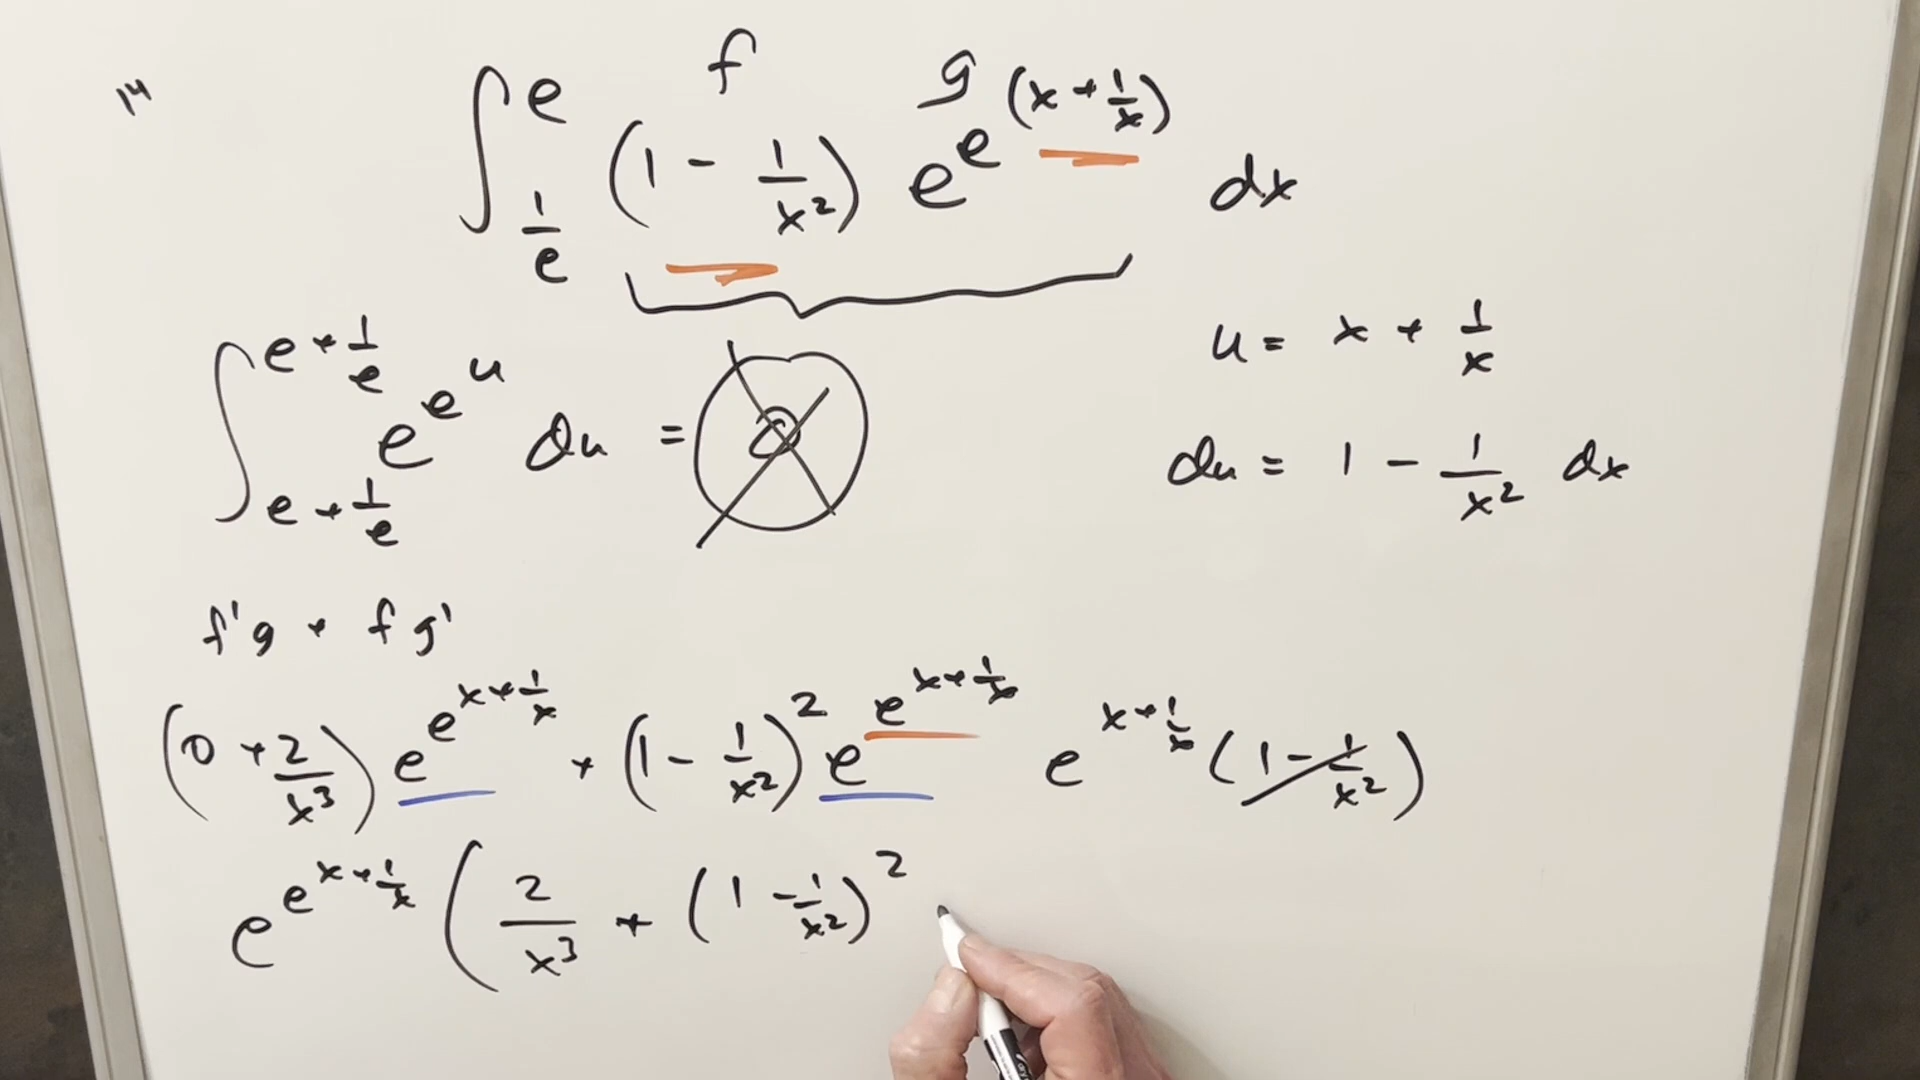 14
f g
∫_{1/e}^{e} (1 - 1/x²) e^{e^{(x + 1/x)}} dx
∫_{e + 1/e}^{e + 1/e} e^{e^{u}} du = 0
u = x + 1/x
du = 1 - 1/x² dx
f'g + fg'
(0 + 2/x³) e^{e^{x + 1/x}} + (1 - 1/x²)² e^{e^{x + 1/x}} e^{x + 1/x} (1 - 1/x²)
e^{e^{x + 1/x}} (2/x³ + (1 - 1/x²)²